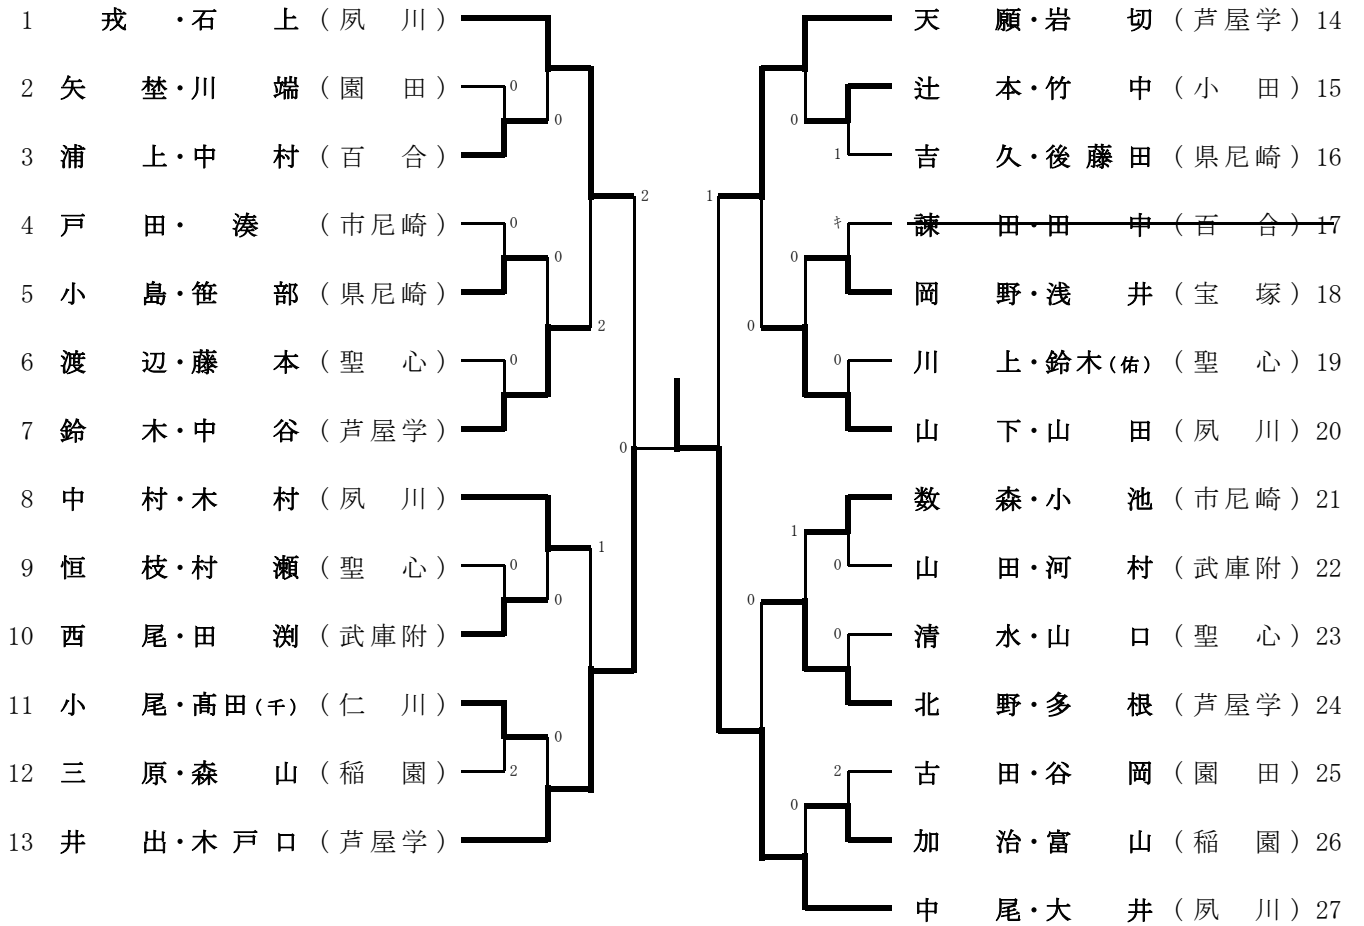 1 戎・石上（夙川）
2 矢埜・川端（園田）
0
0
3 浦上・中村（百合）
2
4 戸田・湊（市尼崎）
0
0
5 小島・笹部（県尼崎）
2
6 渡辺・藤本（聖心）
0
7 鈴木・中谷（芦屋学）
0
8 中村・木村（夙川）
1
9 恒枝・村瀬（聖心）
0
0
10 西尾・田渕（武庫附）
11 小尾・髙田(千)（仁川）
0
12 三原・森山（稲園）
2
13 井出・木戸口（芦屋学）
天願・岩切（芦屋学）14
辻本・竹中（小田）15
0
1
吉久・後藤田（県尼崎）16
1
キ
諫田・田中（百合）17
0
岡野・浅井（宝塚）18
0
0
川上・鈴木(佑)（聖心）19
山下・山田（夙川）20
数森・小池（市尼崎）21
1
0
山田・河村（武庫附）22
0
0
清水・山口（聖心）23
北野・多根（芦屋学）24
2
古田・谷岡（園田）25
0
加治・富山（稲園）26
中尾・大井（夙川）27